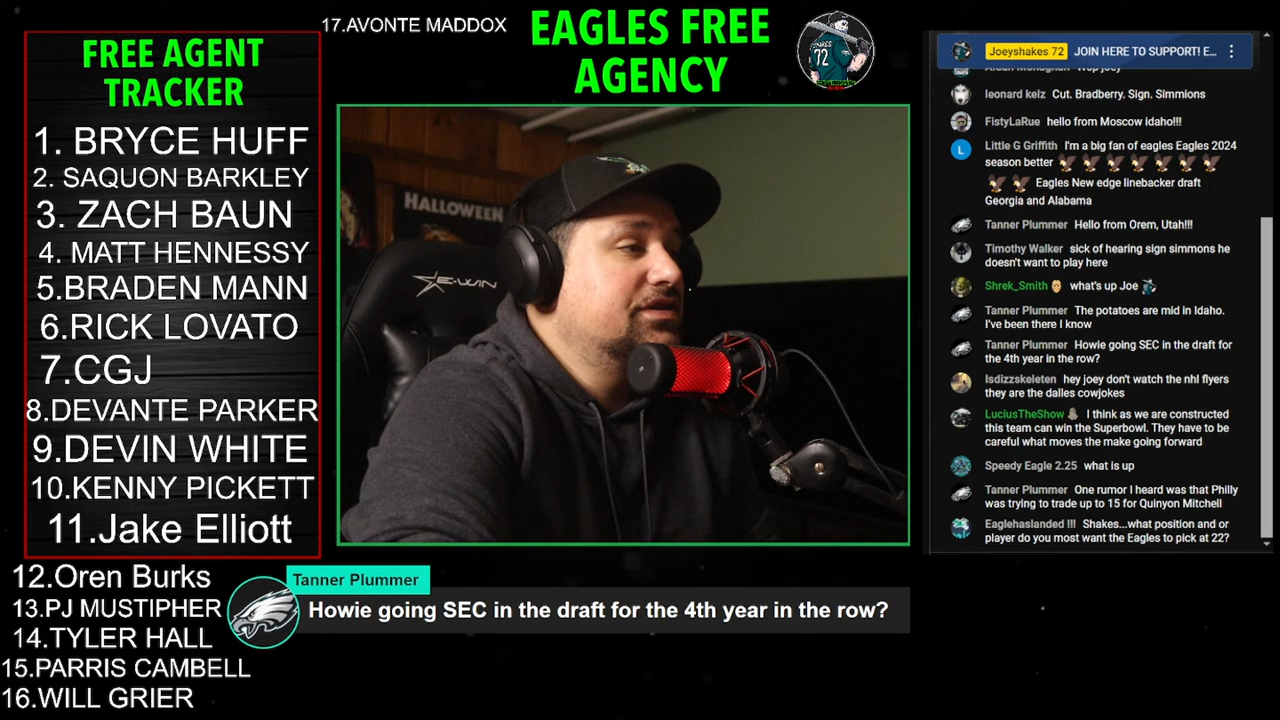 17.AVONTE MADDOX
EAGLES FREE
AGENCY
FREE AGENT
TRACKER
1. BRYCE HUFF
2. SAQUON BARKLEY
3. ZACH BAUN
4. MATT HENNESSY
5.BRADEN MANN
6.RICK LOVATO
7.CGJ
8.DEVANTE PARKER
9.DEVIN WHITE
10.KENNY PICKETT
11.Jake Elliott
12.Oren Burks
13.PJ MUSTIPHER
14.TYLER HALL
15.PARRIS CAMBELL
16.WILL GRIER
72
HALLOWEEN
E-WIN
Tanner Plummer
Howie going SEC in the draft for the 4th year in the row?
Joeyshakes 72 JOIN HERE TO SUPPORT! E...
leonard kelz Cut. Bradberry. Sign. Simmions
FistyLaRue hello from Moscow idaho!!!
L
Little G Griffith I'm a big fan of eagles Eagles 2024
season better
Eagles New edge linebacker draft
Georgia and Alabama
Tanner Plummer Hello from Orem, Utah!!!
Timothy Walker sick of hearing sign simmons he
doesn't want to play here
Shrek_Smith what's up Joe
Tanner Plummer The potatoes are mid in Idaho.
I've been there I know
Tanner Plummer Howie going SEC in the draft for
the 4th year in the row?
Isdizzskeleten hey joey don't watch the nhl flyers
they are the dalles cowjokes
LuciusTheShow I think as we are constructed
this team can win the Superbowl. They have to be
careful what moves the make going forward
Speedy Eagle 2.25 what is up
Tanner Plummer One rumor I heard was that Philly
was trying to trade up to 15 for Quinyon Mitchell
Eaglehaslanded !!! Shakes...what position and or
player do you most want the Eagles to pick at 22?